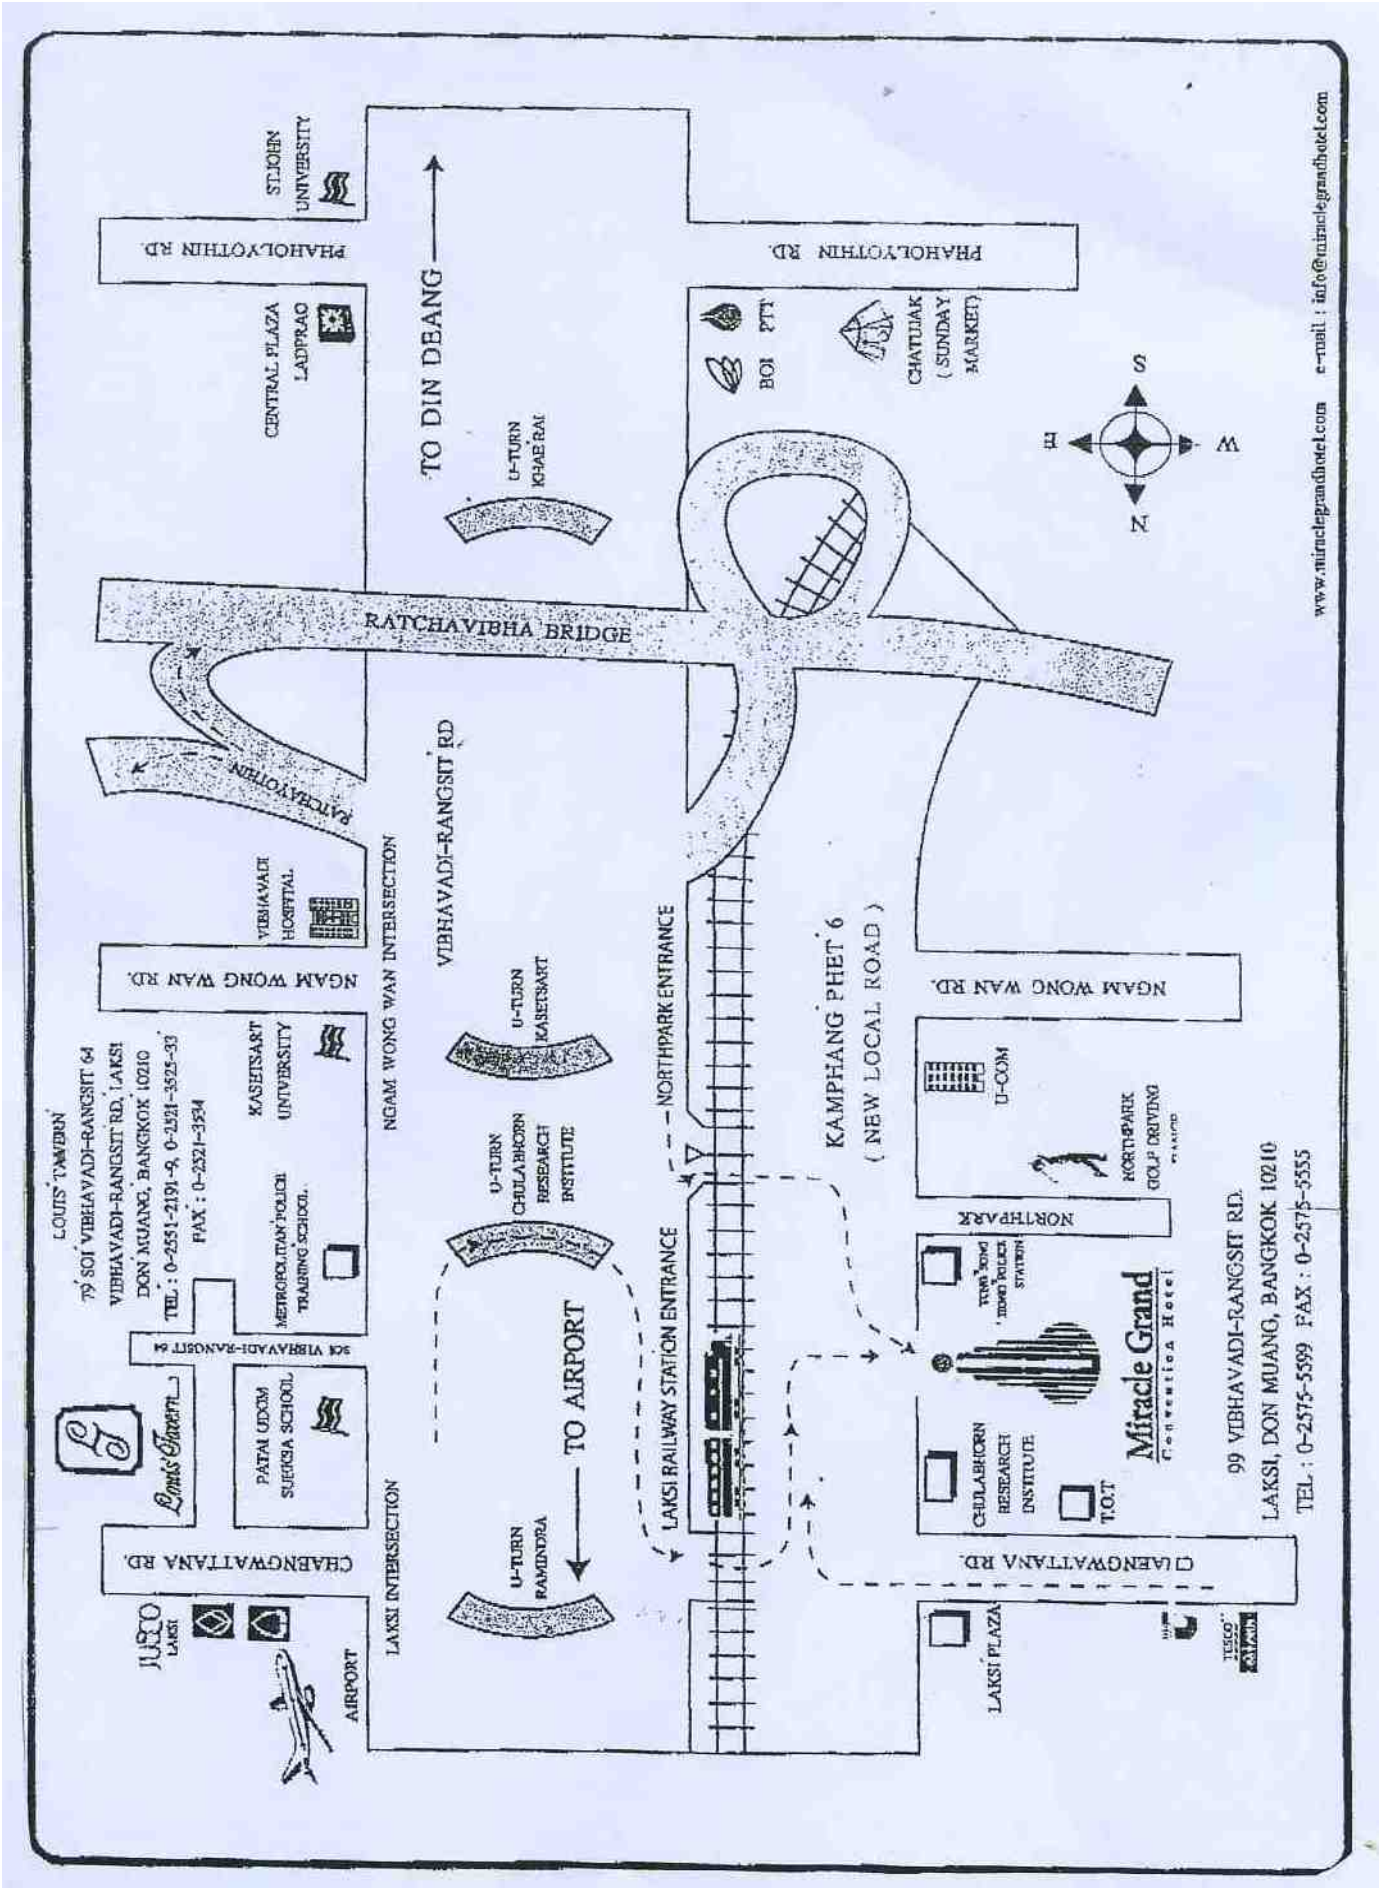 LOUIS' TAVERN
79 SOI VIBHAVADI-RANGSIT 64
VIBHAVADI-RANGSIT RD, LAKSI
DON MUANG, BANGKOK 10210
TEL : 0-2551-2191-9, 0-2521-3525-33
FAX : 0-2521-3534
Louis' Tavern
JUSCO
LAKSI
AIRPORT
CHAENGWATTANA RD.
PATAI UDOM
SUEKSA SCHOOL
SOI VIBHAVADI-RANGSIT 64
METROPOLITAN POLICE
TRAINING SCHOOL
KASETSART
UNIVERSITY
NGAM WONG WAN RD.
VIBHAVADI
HOSPITAL
RATCHAYOTHIN
CENTRAL PLAZA
LADPRAO
PHAHOLYOTHIN RD.
ST.JOHN
UNIVERSITY
LAKSI INTERSECTION
NGAM WONG WAN INTERSECTION
RATCHAVIBHA BRIDGE
VIBHAVADI-RANGSIT RD
TO DIN DEANG
U-TURN
RAMINDRA
TO AIRPORT
U-TURN
CHULABHORN
RESEARCH
INSTITUTE
U-TURN
KASETSART
U-TURN
KHAE RAI
LAKSI RAILWAY STATION ENTRANCE
NORTHPARK ENTRANCE
KAMPHANG PHET 6
( NEW LOCAL ROAD )
BOI
PTT
CHATUJAK
( SUNDAY
MARKET)
PHAHOLYOTHIN RD.
LAKSI PLAZA
TESCO
CHAENGWATTANA RD.
CHULABHORN
RESEARCH
INSTITUTE
T.O.T
Miracle Grand
Convention Hotel
TUNG SONG
HONG POLICE
STATION
NORTHPARK
NORTHPARK
GOLF DRIVING
U-COM
NGAM WONG WAN RD.
N
E
S
W
99 VIBHAVADI-RANGSIT RD.
LAKSI, DON MUANG, BANGKOK 10210
TEL : 0-2575-5599 FAX : 0-2575-5555
www.miraclegrandhotel.com e-mail : info@miraclegrandhotel.com